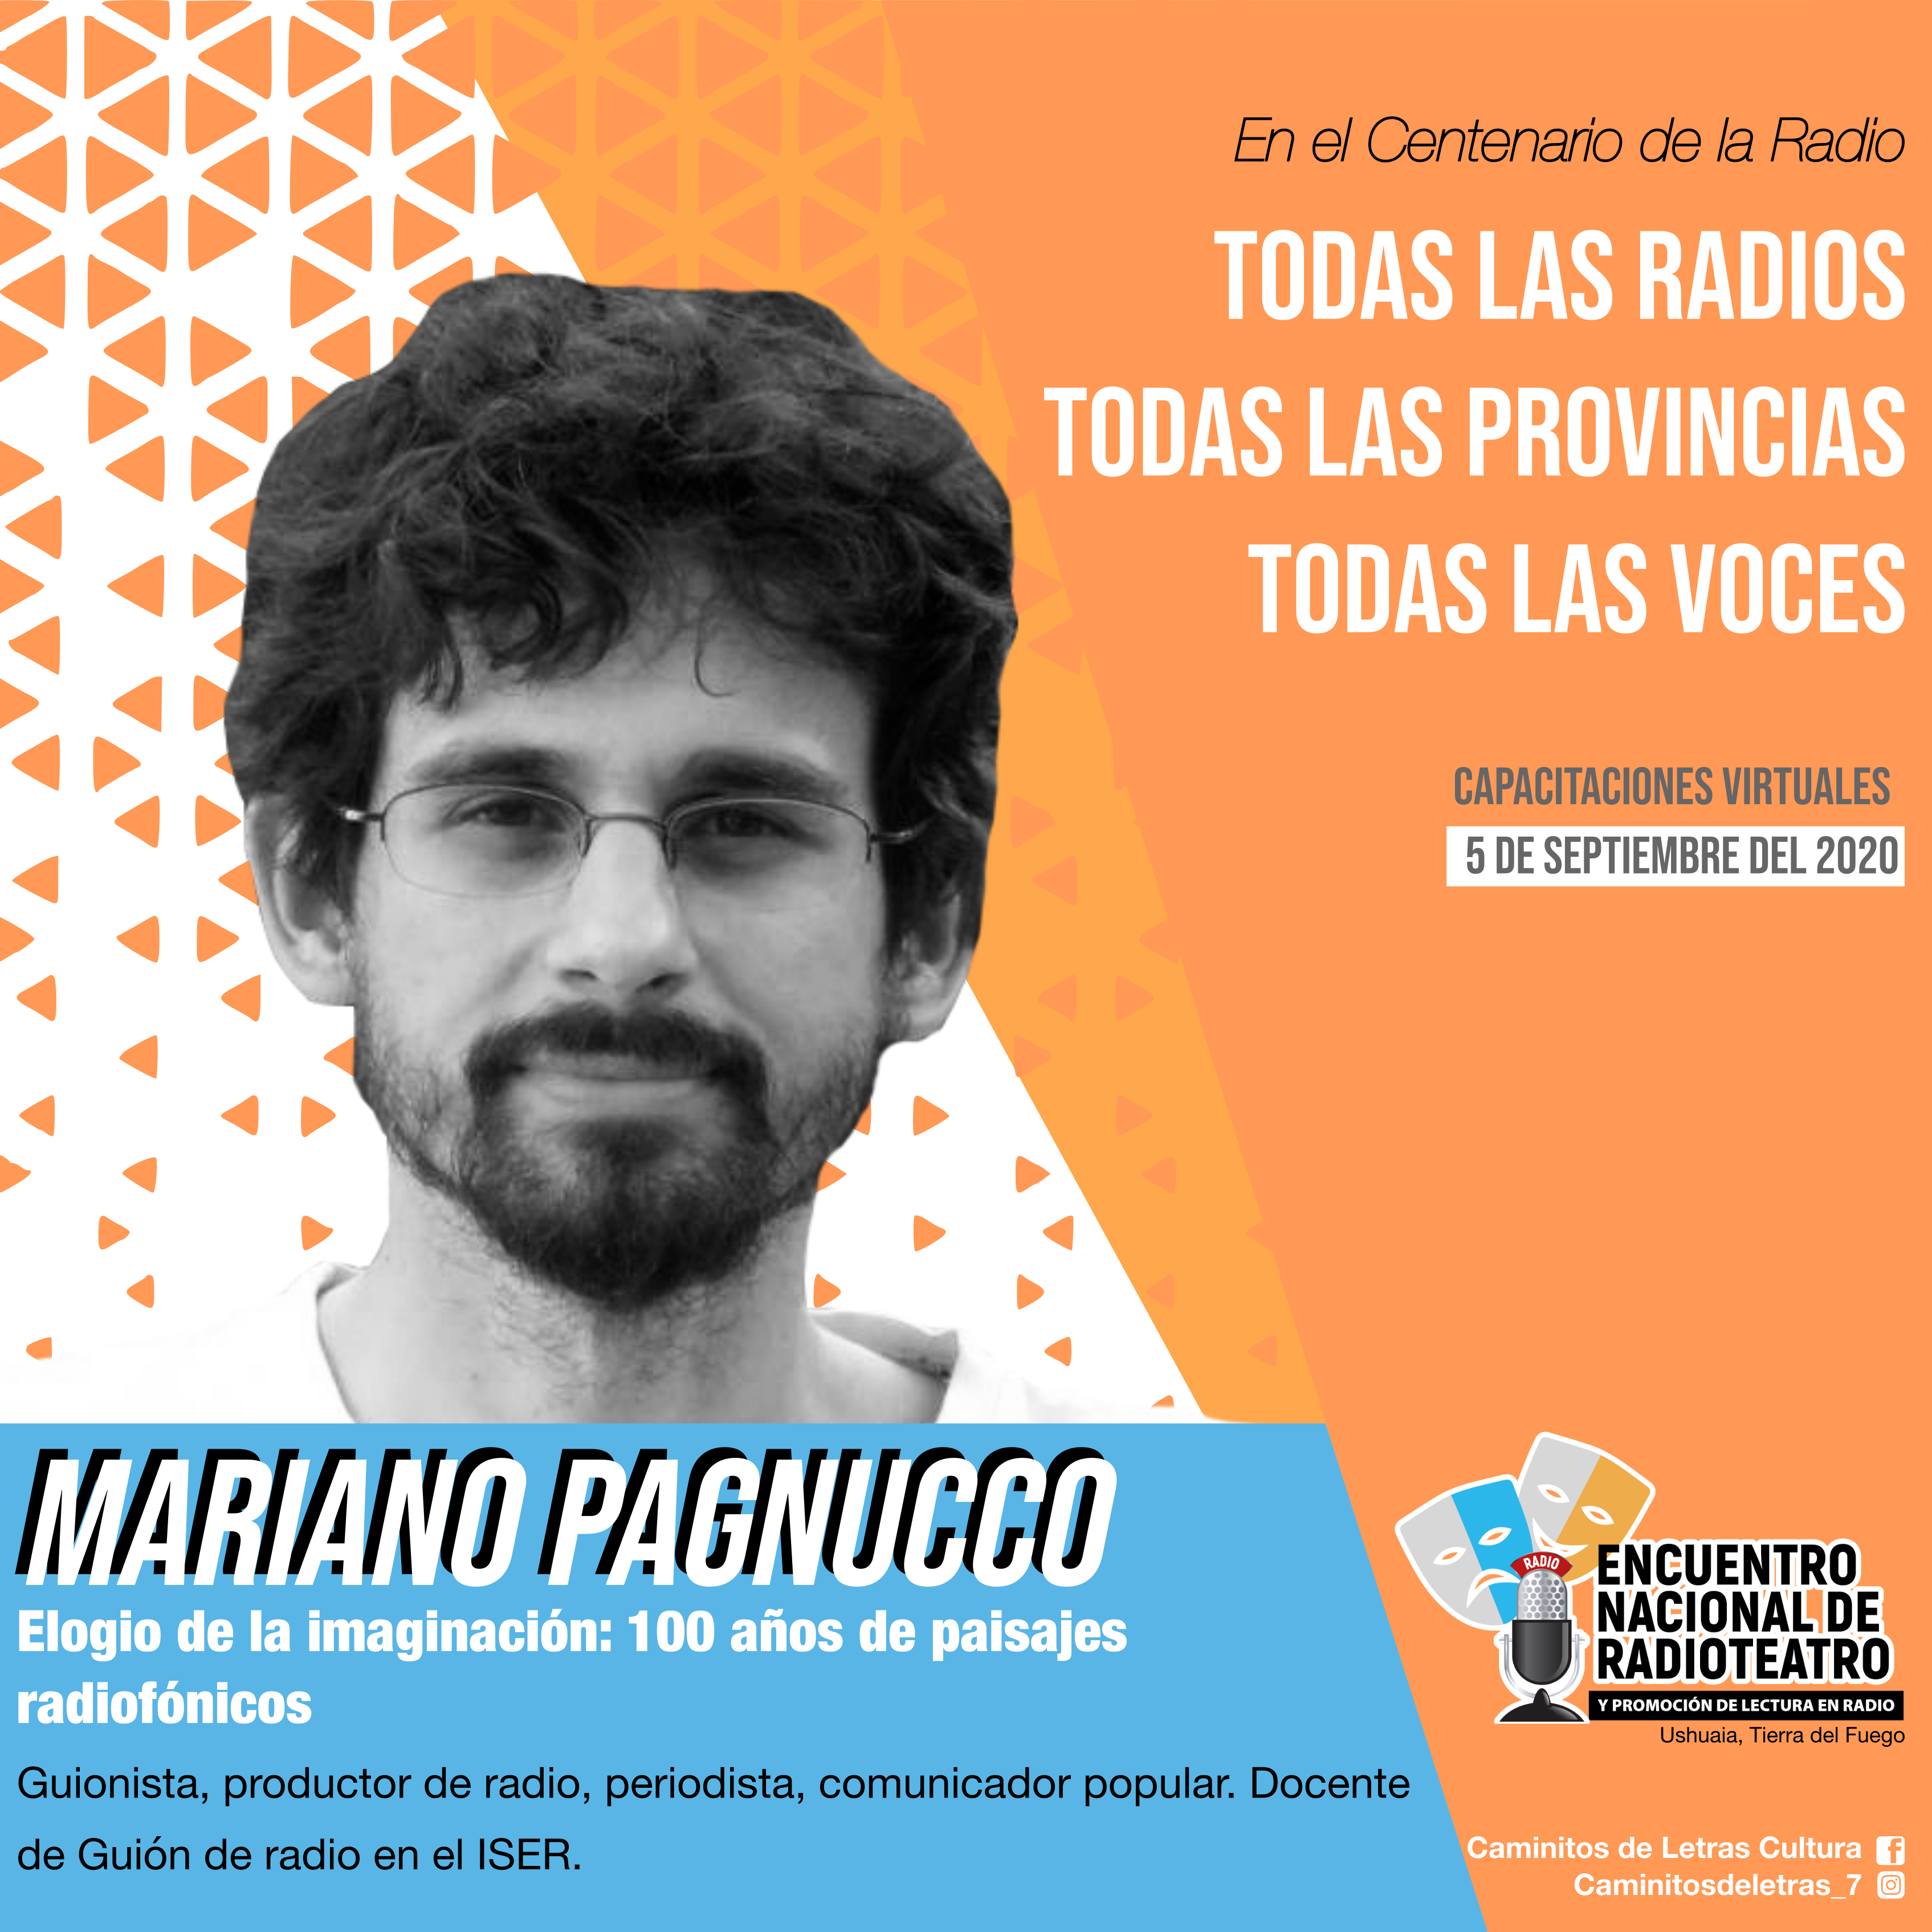 En el Centenario de la Radio
TODAS LAS RADIOS
TODAS LAS PROVINCIAS
TODAS LAS VOCES
CAPACITACIONES VIRTUALES
5 DE SEPTIEMBRE DEL 2020
MARIANO PAGNUCCO
Elogio de la imaginación: 100 años de paisajes
radiofónicos
Guionista, productor de radio, periodista, comunicador popular. Docente
de Guión de radio en el ISER.
RADIO
ENCUENTRO
NACIONAL DE
RADIOTEATRO
Y PROMOCIÓN DE LECTURA EN RADIO
Ushuaia, Tierra del Fuego
Caminitos de Letras Cultura
Caminitosdeletras_7